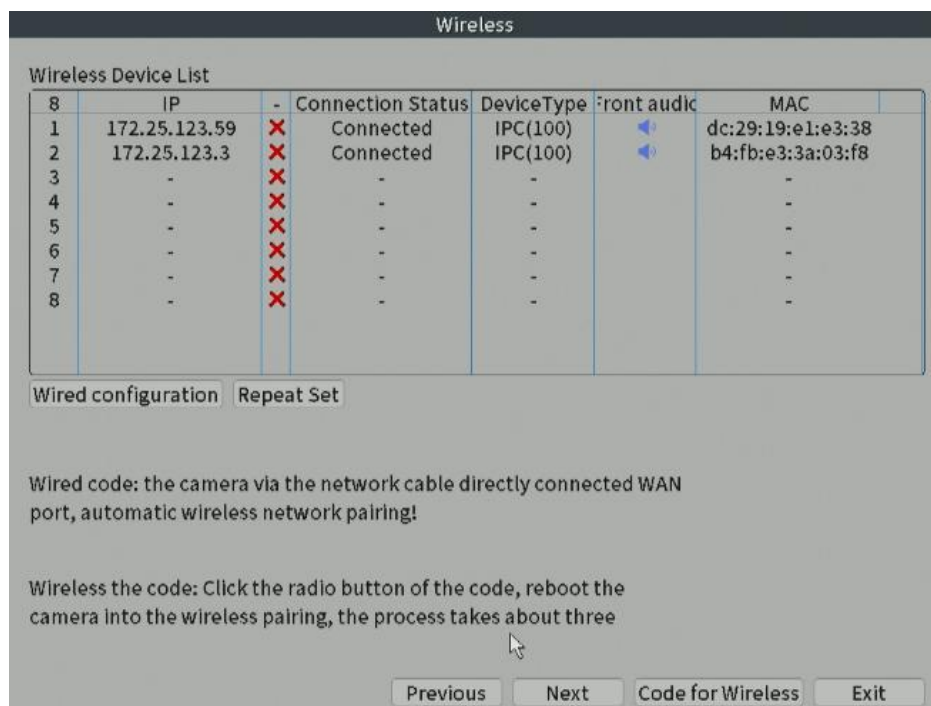 Wireless
Wireless Device List
8 IP - Connection Status DeviceType Front audio MAC
1 172.25.123.59 Connected IPC(100) dc:29:19:e1:e3:38
2 172.25.123.3 Connected IPC(100) b4:fb:e3:3a:03:f8
3 - - - -
4 - - - -
5 - - - -
6 - - - -
7 - - - -
8 - - - -
Wired configuration Repeat Set
Wired code: the camera via the network cable directly connected WAN
port, automatic wireless network pairing!
Wireless the code: Click the radio button of the code, reboot the
camera into the wireless pairing, the process takes about three
Previous Next Code for Wireless Exit